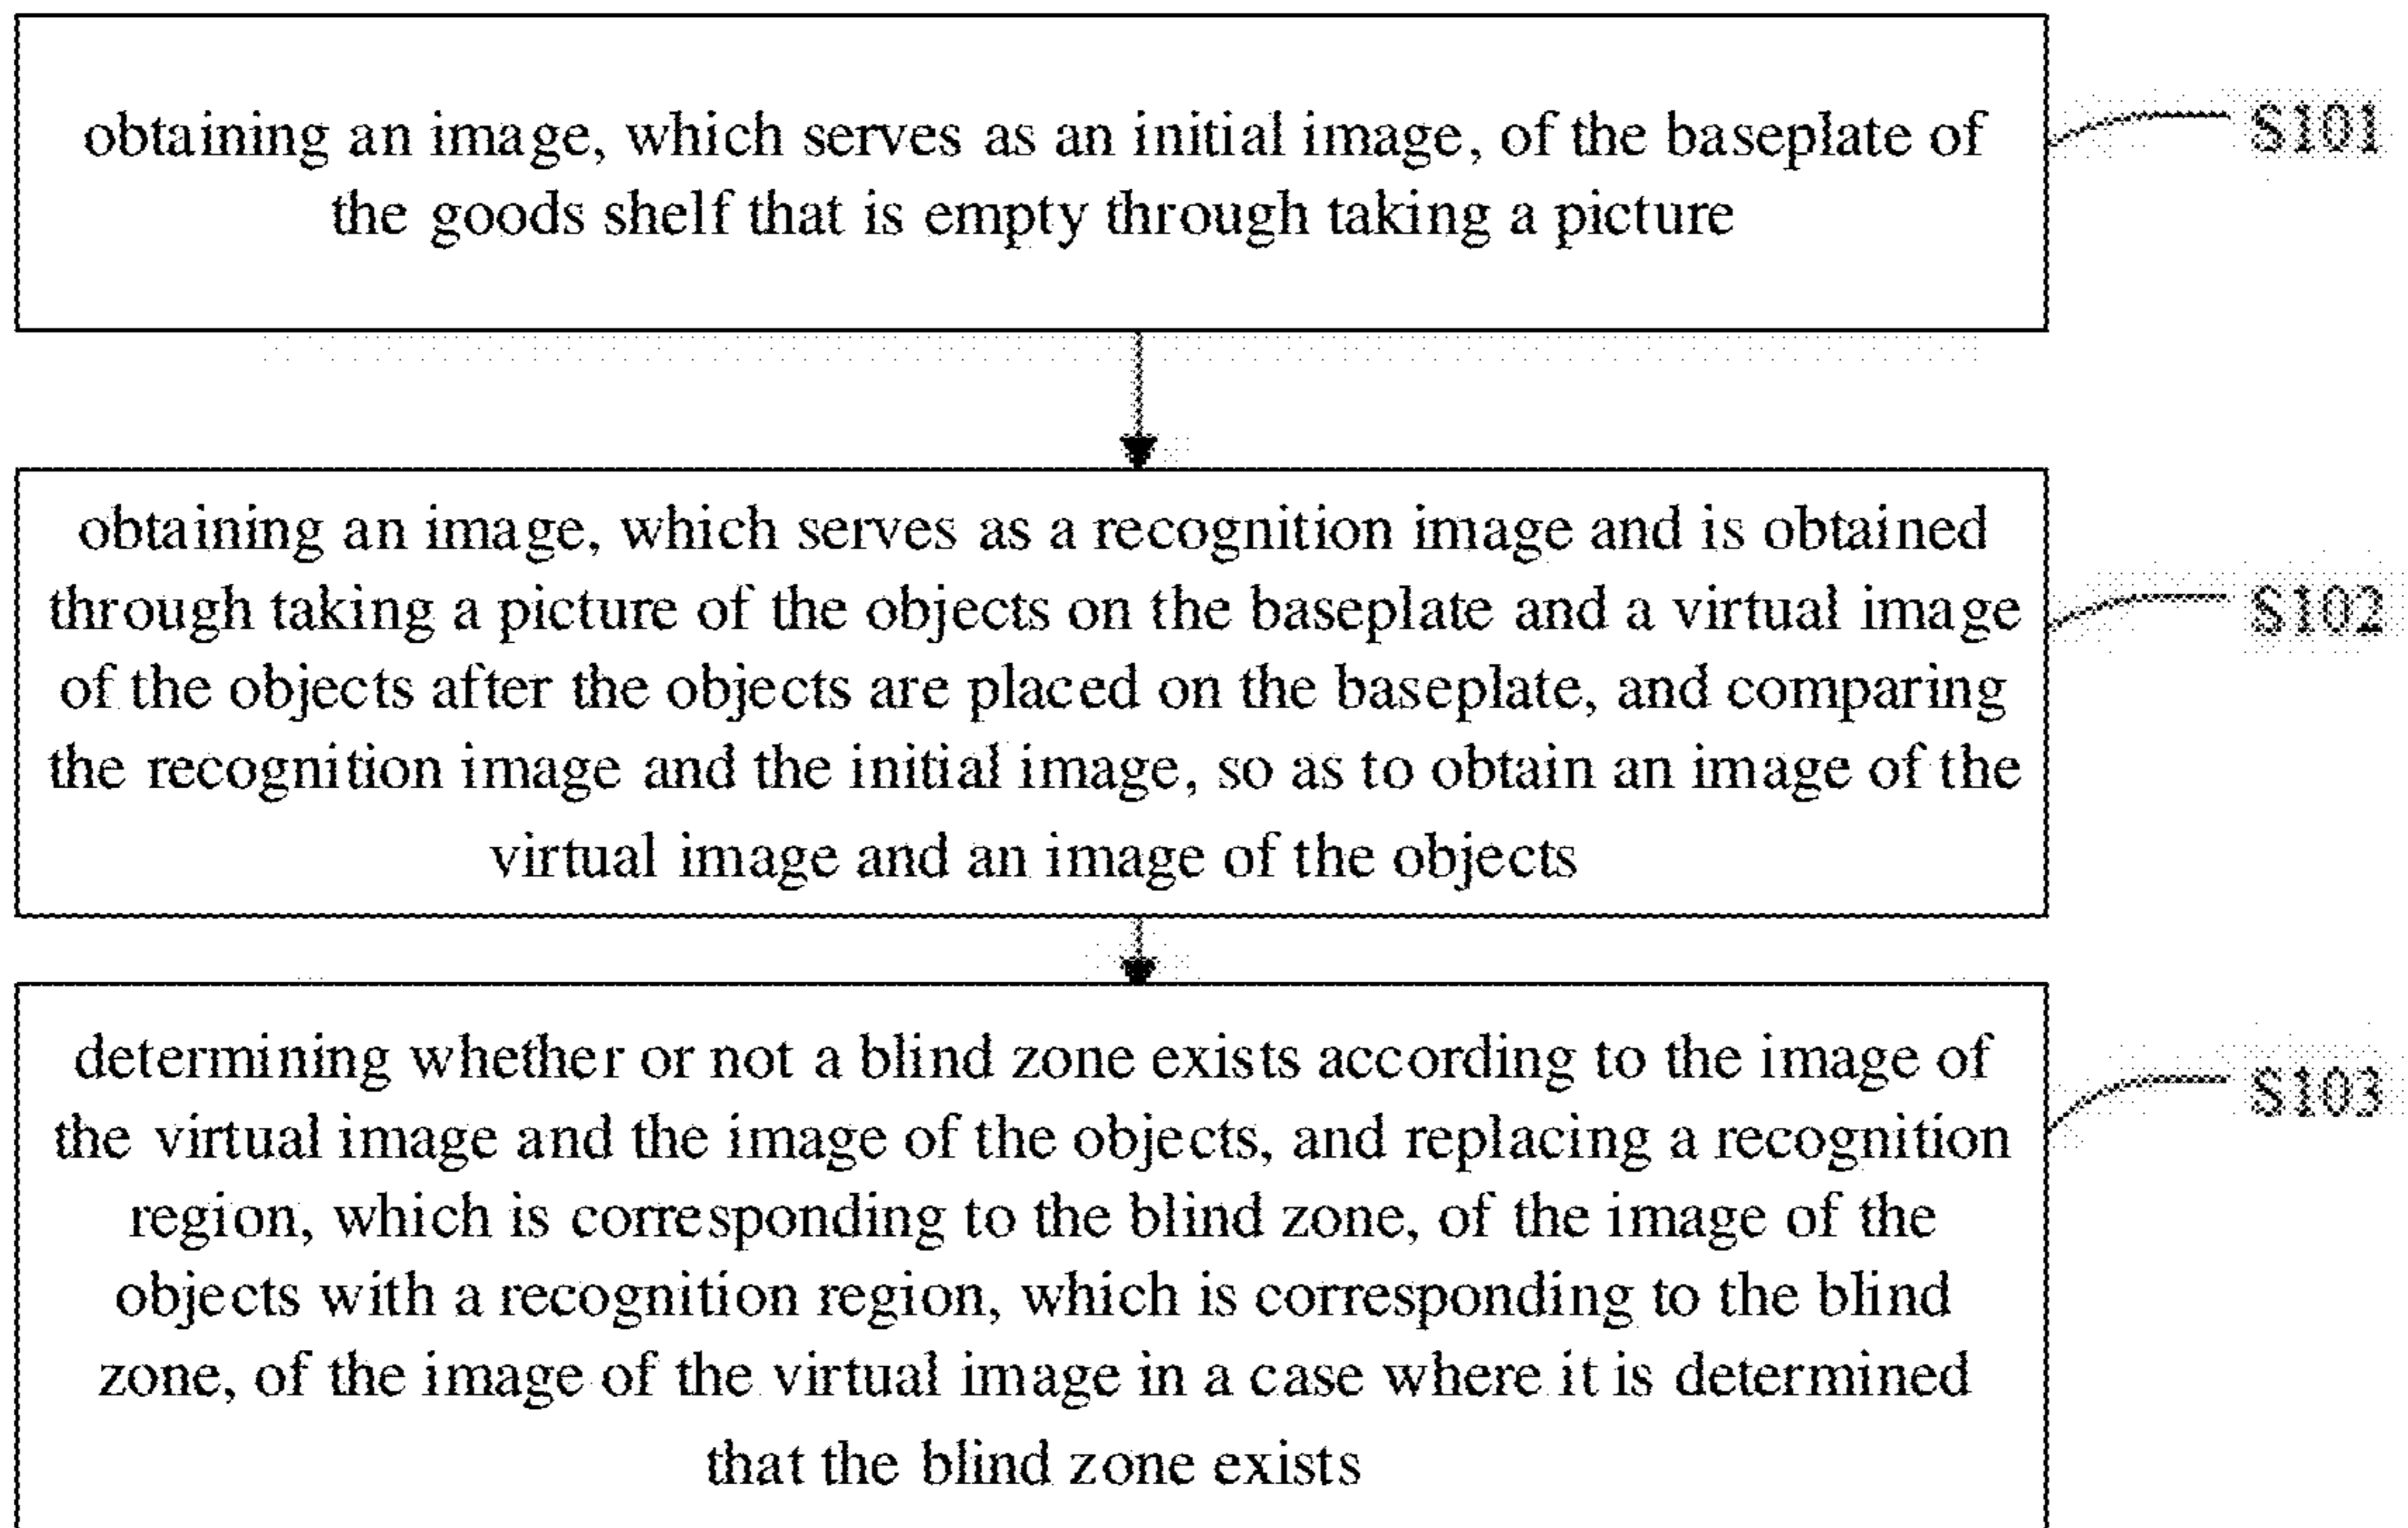 obtaining an image, which serves as an initial image, of the baseplate of
the goods shelf that is empty through taking a picture
S101
obtaining an image, which serves as a recognition image and is obtained
through taking a picture of the objects on the baseplate and a virtual image
of the objects after the objects are placed on the baseplate, and comparing
the recognition image and the initial image, so as to obtain an image of the
virtual image and an image of the objects
S102
determining whether or not a blind zone exists according to the image of
the virtual image and the image of the objects, and replacing a recognition
region, which is corresponding to the blind zone, of the image of the
objects with a recognition region, which is corresponding to the blind
zone, of the image of the virtual image in a case where it is determined
that the blind zone exists
S103